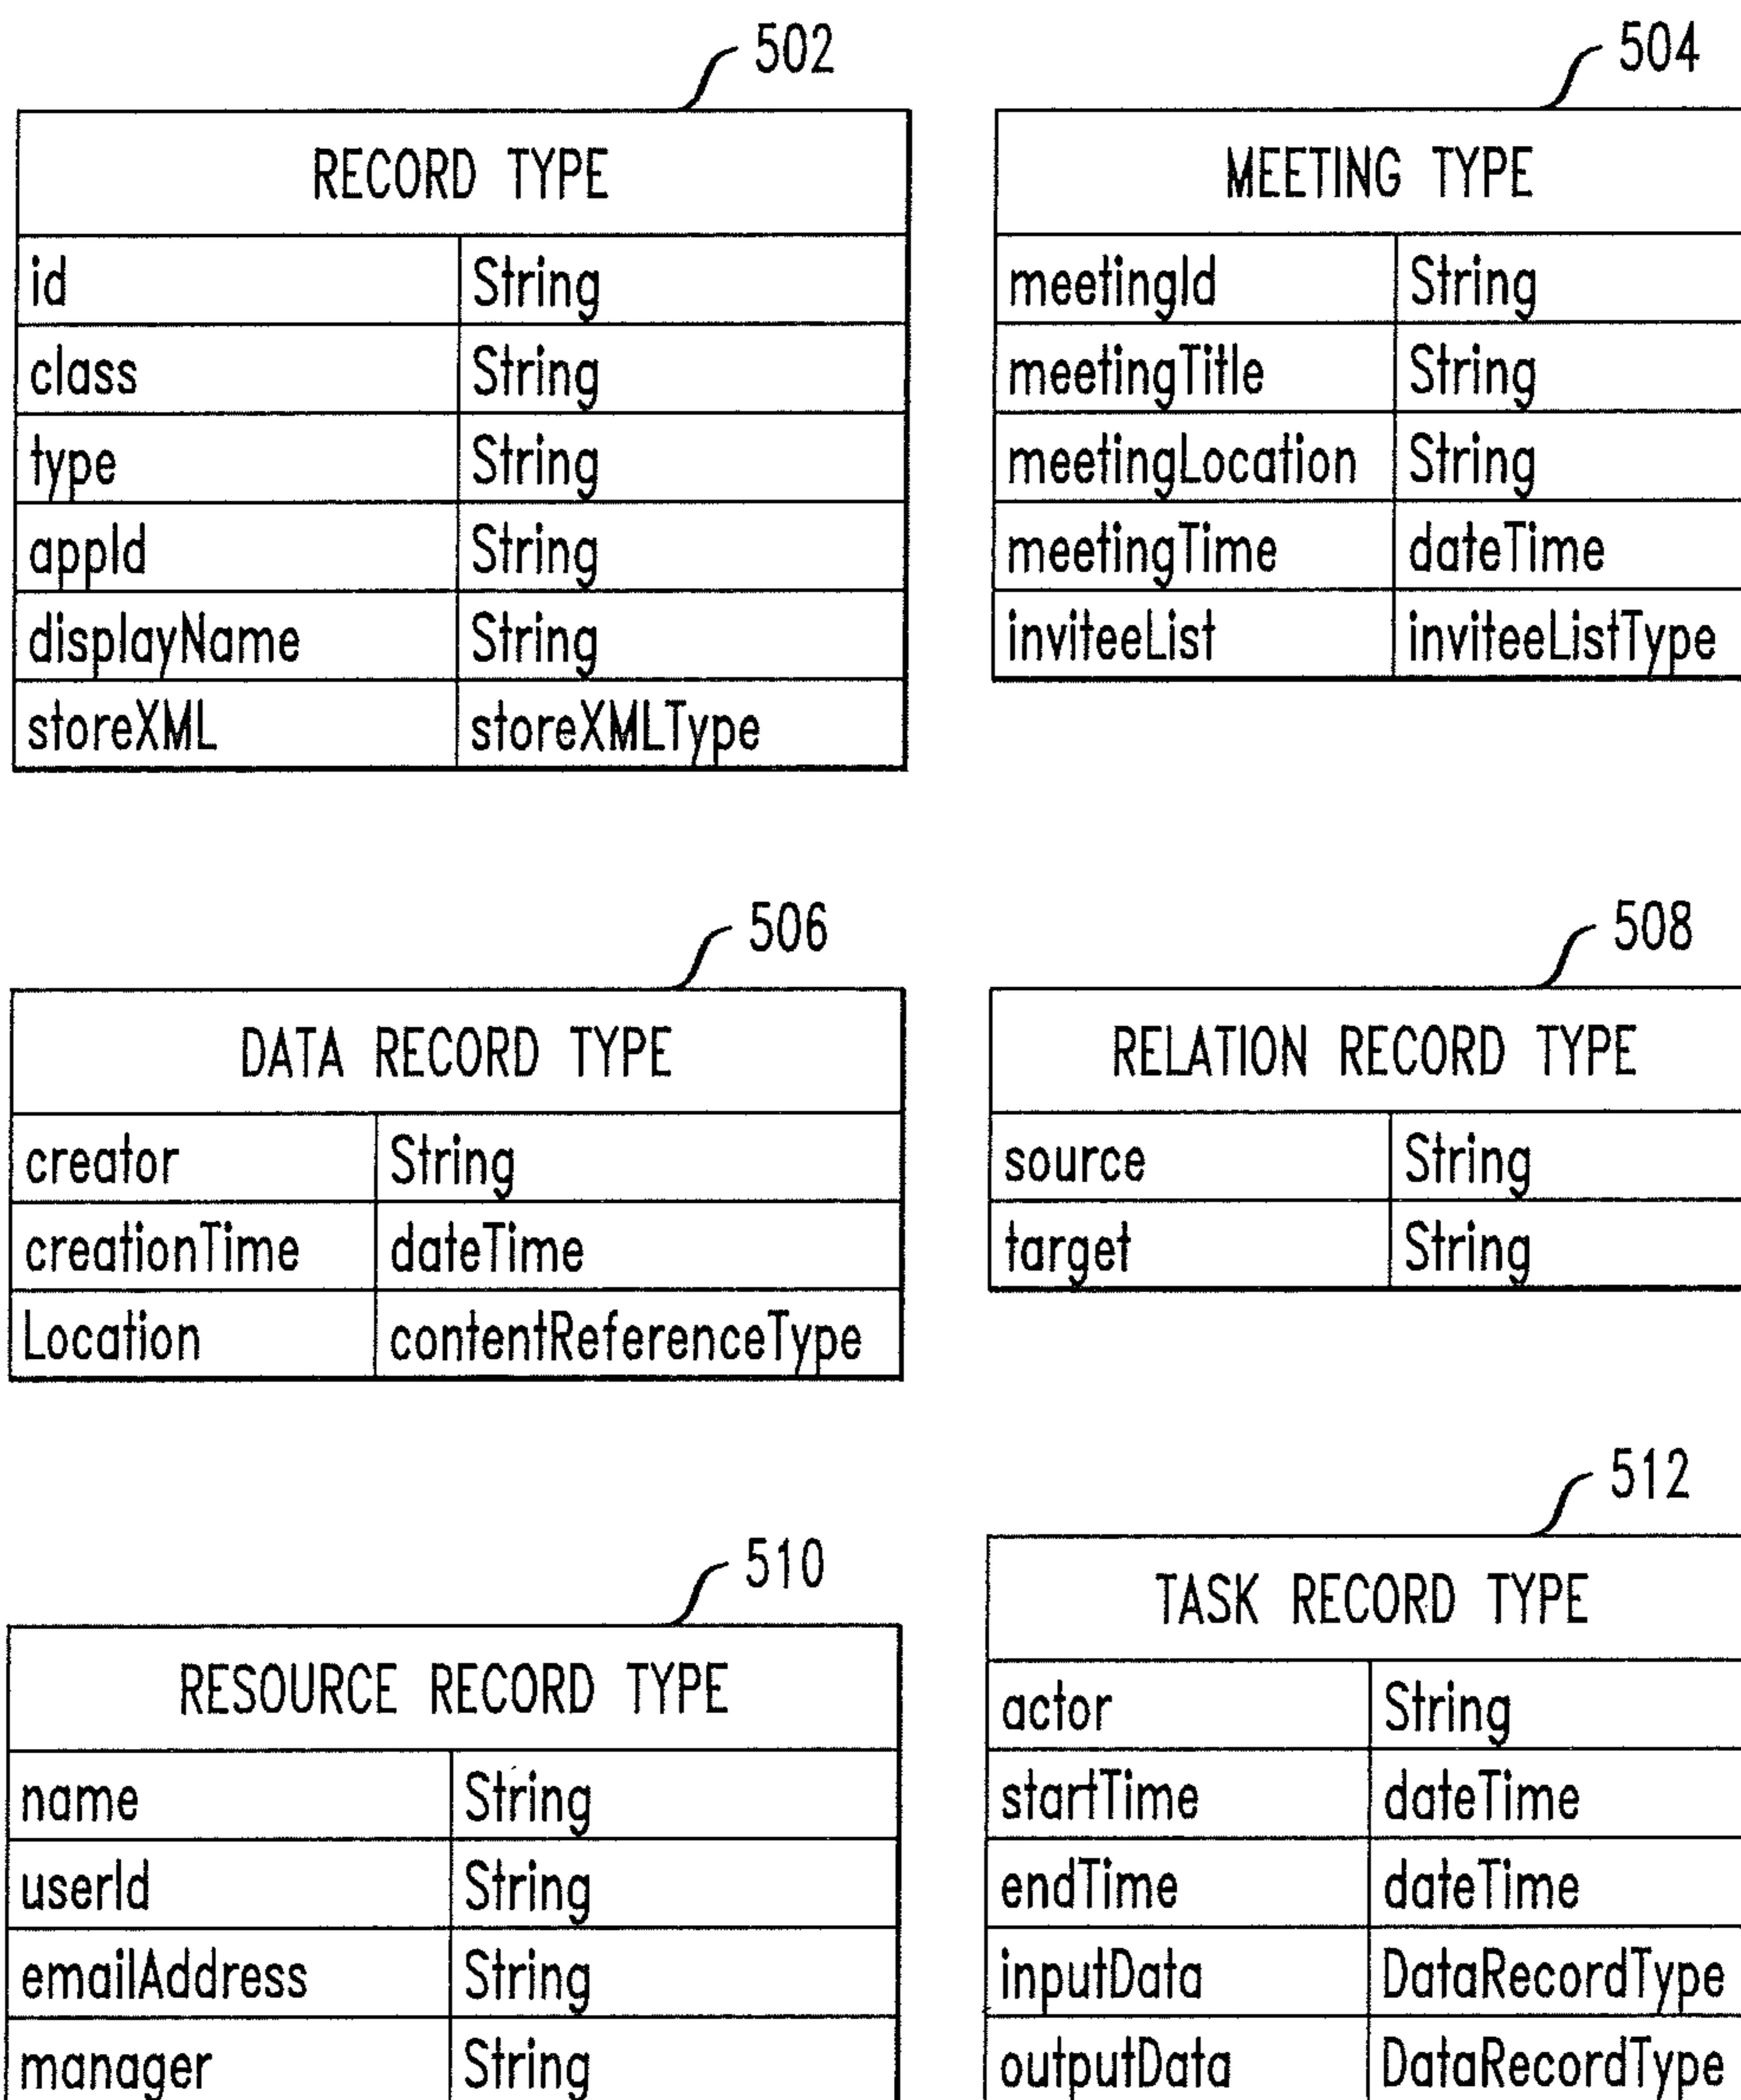 502
RECORD TYPE
id String
class String
type String
appId String
displayName String
storeXML storeXMLType
504
MEETING TYPE
meetingId String
meetingTitle String
meetingLocation String
meetingTime dateTime
inviteeList inviteeListType
506
DATA RECORD TYPE
creator String
creationTime dateTime
Location contentReferenceType
508
RELATION RECORD TYPE
source String
target String
510
RESOURCE RECORD TYPE
name String
userId String
emailAddress String
manager String
512
TASK RECORD TYPE
actor String
startTime dateTime
endTime dateTime
inputData DataRecordType
outputData DataRecordType